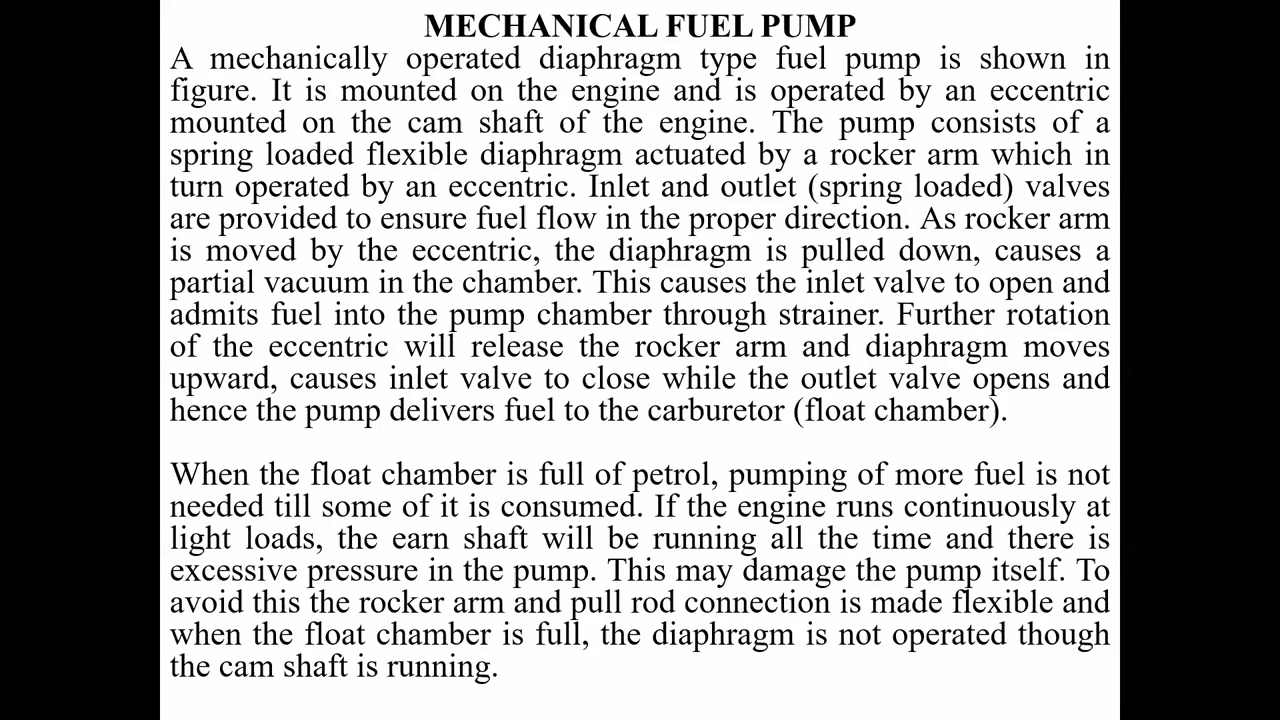 MECHANICAL FUEL PUMP
A mechanically operated diaphragm type fuel pump is shown in
figure. It is mounted on the engine and is operated by an eccentric
mounted on the cam shaft of the engine. The pump consists of a
spring loaded flexible diaphragm actuated by a rocker arm which in
turn operated by an eccentric. Inlet and outlet (spring loaded) valves
are provided to ensure fuel flow in the proper direction. As rocker arm
is moved by the eccentric, the diaphragm is pulled down, causes a
partial vacuum in the chamber. This causes the inlet valve to open and
admits fuel into the pump chamber through strainer. Further rotation
of the eccentric will release the rocker arm and diaphragm moves
upward, causes inlet valve to close while the outlet valve opens and
hence the pump delivers fuel to the carburetor (float chamber).
When the float chamber is full of petrol, pumping of more fuel is not
needed till some of it is consumed. If the engine runs continuously at
light loads, the earn shaft will be running all the time and there is
excessive pressure in the pump. This may damage the pump itself. To
avoid this the rocker arm and pull rod connection is made flexible and
when the float chamber is full, the diaphragm is not operated though
the cam shaft is running.